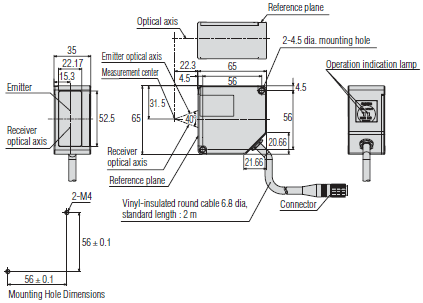 Reference plane
Optical axis
2-4.5 dia. mounting hole
Emitter optical axis
Measurement center
35
22.17
15.3
22.3
65
4.5
56
4.5
Operation indication lamp
Emitter
31.5
65
40°
52.5
56
Receiver
optical axis
20.66
Receiver
optical axis
21.66
Reference plane
2-M4
Vinyl-insulated round cable 6.8 dia,
standard length : 2 m
Connector
56 ± 0.1
56 ± 0.1
Mounting Hole Dimensions